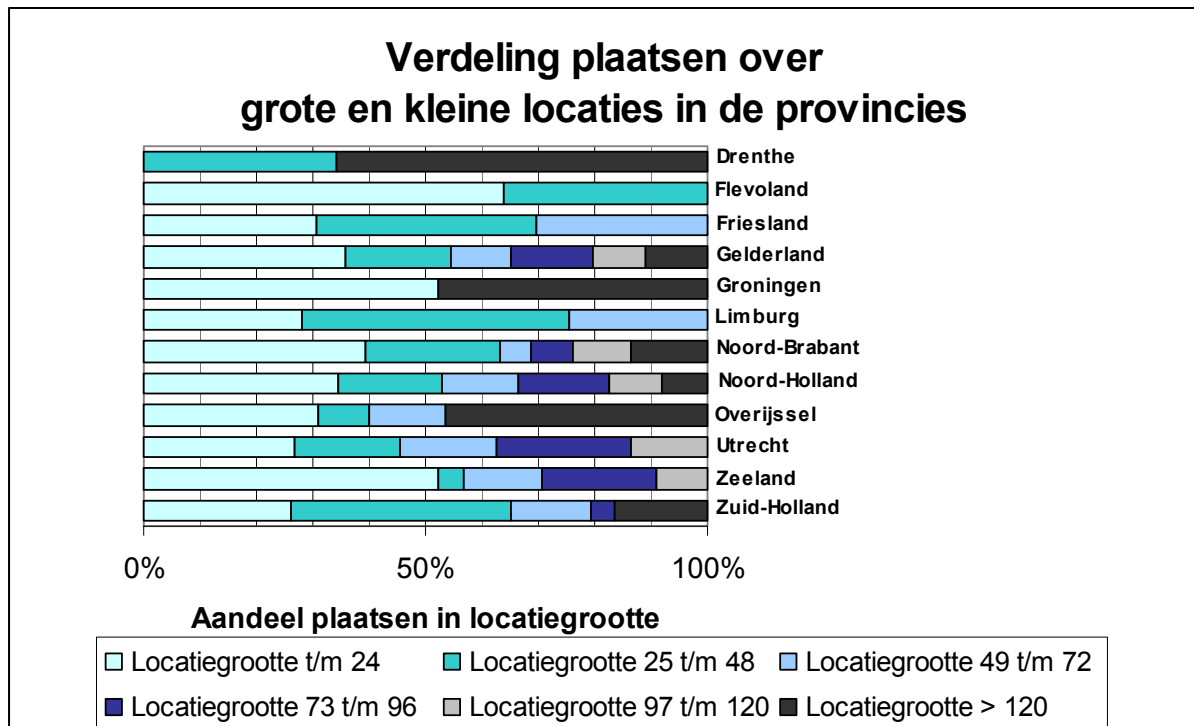 Verdeling plaatsen over
grote en kleine locaties in de provincies
Drenthe
Flevoland
Friesland
Gelderland
Groningen
Limburg
Noord-Brabant
Noord-Holland
Overijssel
Utrecht
Zeeland
Zuid-Holland
0% 50% 100%
Aandeel plaatsen in locatiegrootte
Locatiegrootte t/m 24 Locatiegrootte 25 t/m 48 Locatiegrootte 49 t/m 72
Locatiegrootte 73 t/m 96 Locatiegrootte 97 t/m 120 Locatiegrootte > 120